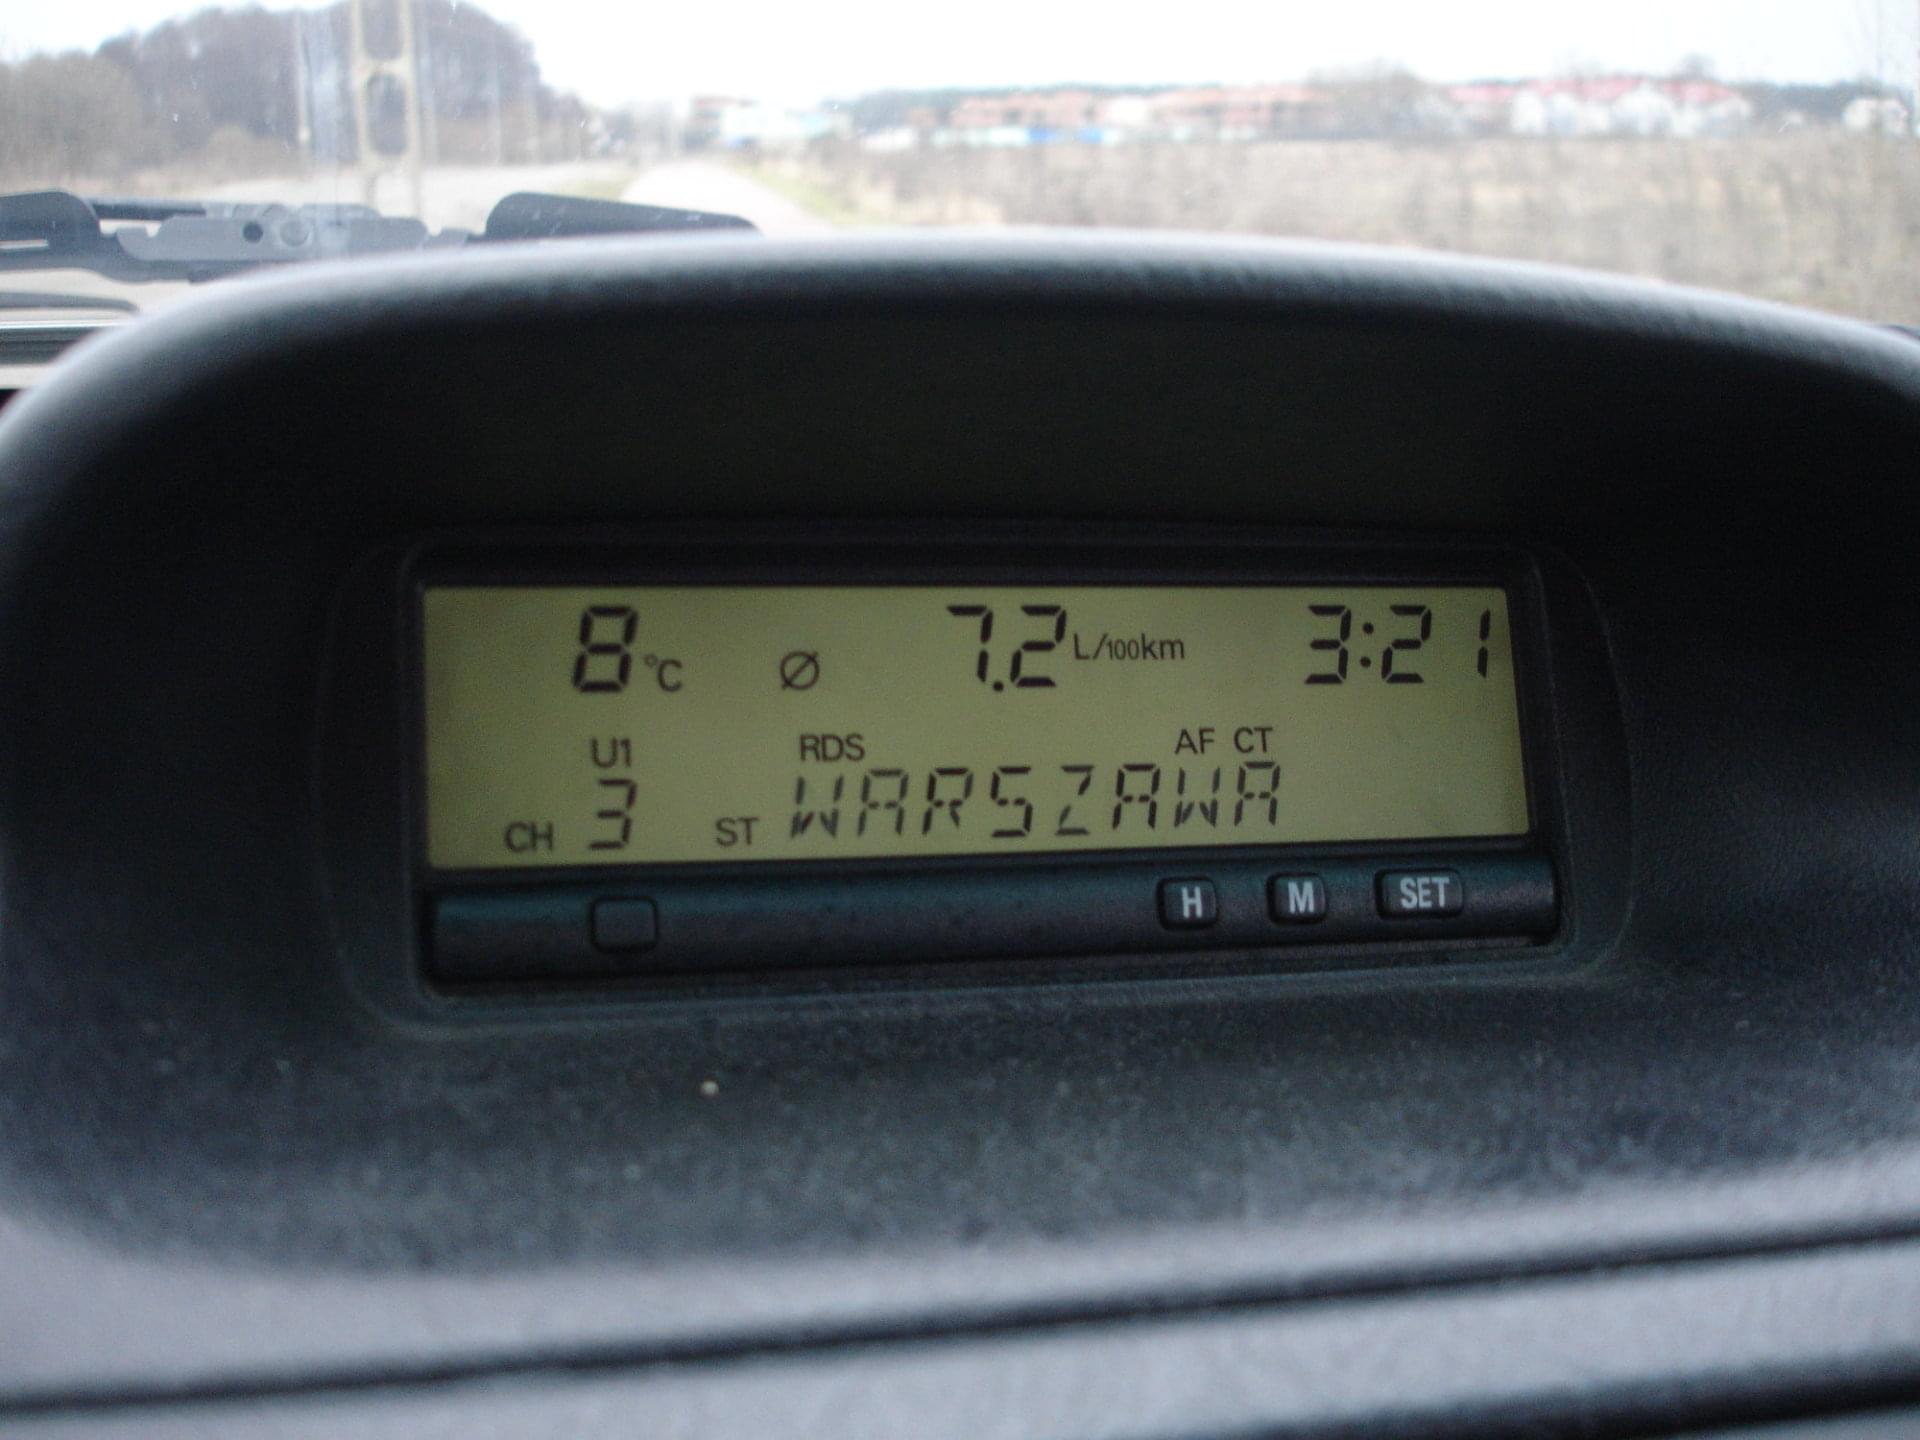 8 °C Ø 7.2 L/100km 3:21
U1 RDS AF CT
CH 3 ST WARSZAWA
H M SET